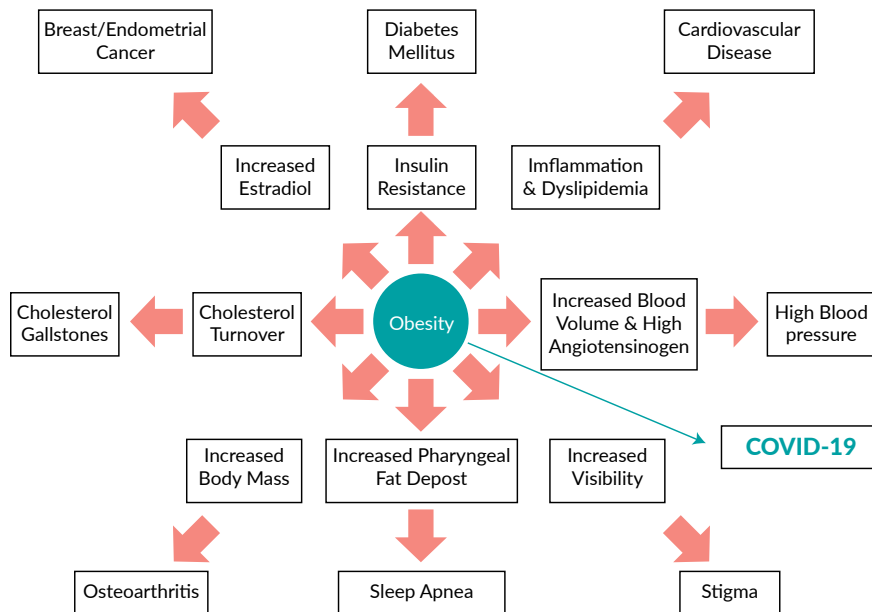 Breast/Endometrial
Cancer
Diabetes
Mellitus
Cardiovascular
Disease
Increased
Estradiol
Insulin
Resistance
Imflammation
& Dyslipidemia
Cholesterol
Gallstones
Cholesterol
Turnover
Obesity
Increased Blood
Volume & High
Angiotensinogen
High Blood
pressure
COVID-19
Increased
Body Mass
Increased Pharyngeal
Fat Depost
Increased
Visibility
Osteoarthritis
Sleep Apnea
Stigma